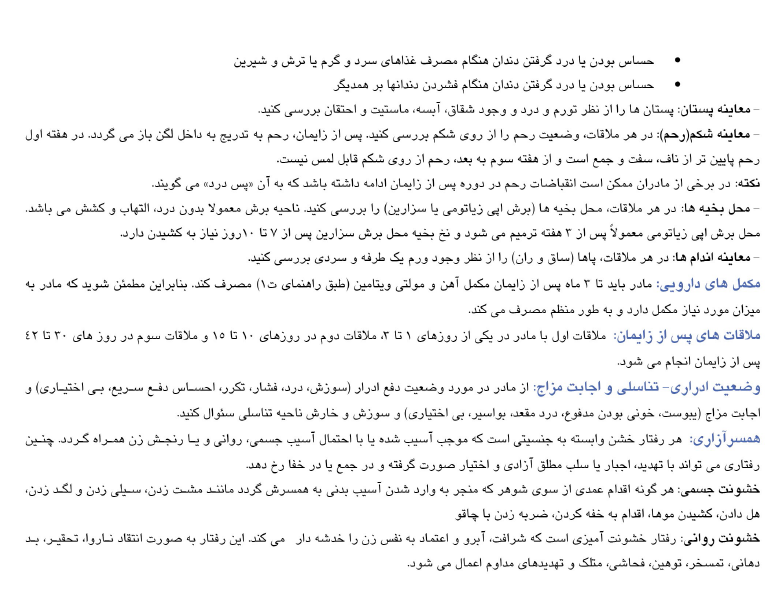 • حساس بودن یا درد گرفتن دندان هنگام مصرف غذاهای سرد و گرم یا ترش و شیرین
• حساس بودن یا درد گرفتن دندان هنگام فشردن دندانها بر همدیگر
– معاینه پستان: پستان ها را از نظر تورم و درد و وجود شقاق، آبسه، ماستیت و احتقان بررسی کنید.
– معاینه شکم(رحم): در هر ملاقات، وضعیت رحم را از روی شکم بررسی کنید. پس از زایمان، رحم به تدریج به داخل لگن باز می گردد. در هفته اول
رحم پایین تر از ناف، سفت و جمع است و از هفته سوم به بعد، رحم از روی شکم قابل لمس نیست.
نکته: در برخی از مادران ممکن است انقباضات رحم در دوره پس از زایمان ادامه داشته باشد که به آن «پس درد» می گویند.
– محل بخیه ها: در هر ملاقات، محل بخیه ها (برش اپی زیاتومی یا سزارین) را بررسی کنید. ناحیه برش معمولا بدون درد، التهاب و کشش می باشد.
محل برش اپی زیاتومی معمولاً پس از ۳ هفته ترمیم می شود و نخ بخیه محل برش سزارین پس از ۷ تا ۱۰روز نیاز به کشیدن دارد.
– معاینه اندام ها: در هر ملاقات، پاها (ساق و ران) را از نظر وجود ورم یک طرفه و سردی بررسی کنید.
مکمل های دارویی: مادر باید تا ۳ ماه پس از زایمان مکمل آهن و مولتی ویتامین (طبق راهنمای ت۱) مصرف کند. بنابراین مطمئن شوید که مادر به
میزان مورد نیاز مکمل دارد و به طور منظم مصرف می کند.
ملاقات های پس از زایمان: ملاقات اول با مادر در یکی از روزهای ۱ تا ۳، ملاقات دوم در روزهای ۱۰ تا ۱۵ و ملاقات سوم در روز های ۳۰ تا ۴۲
پس از زایمان انجام می شود.
وضعیت ادراری– تناسلی و اجابت مزاج: از مادر در مورد وضعیت دفع ادرار (سوزش، درد، فشار، تکرر، احساس دفع سریع، بی اختیاری) و
اجابت مزاج (یبوست، خونی بودن مدفوع، درد مقعد، بواسیر، بی اختیاری) و سوزش و خارش ناحیه تناسلی سئوال کنید.
همسرآزاری: هر رفتار خشن وابسته به جنسیتی است که موجب آسیب شده یا با احتمال آسیب جسمی، روانی و یا رنجش زن همراه گردد. چنین
رفتاری می تواند با تهدید، اجبار یا سلب مطلق آزادی و اختیار صورت گرفته و در جمع یا در خفا رخ دهد.
خشونت جسمی: هر گونه اقدام عمدی از سوی شوهر که منجر به وارد شدن آسیب بدنی به همسرش گردد مانند مشت زدن، سیلی زدن و لگد زدن،
هل دادن، کشیدن موها، اقدام به خفه کردن، ضربه زدن با چاقو
خشونت روانی: رفتار خشونت آمیزی است که شرافت، آبرو و اعتماد به نفس زن را خدشه دار می کند. این رفتار به صورت انتقاد ناروا، تحقیر، بد
دهانی، تمسخر، توهین، فحاشی، متلک و تهدیدهای مداوم اعمال می شود.